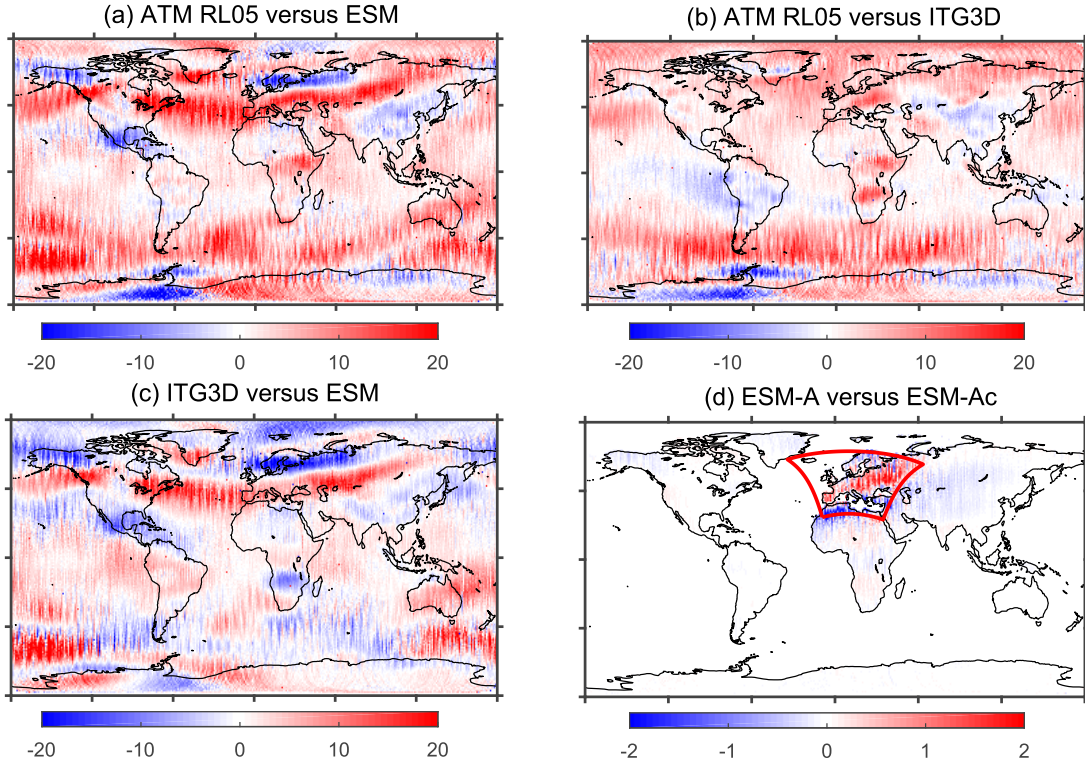 (a) ATM RL05 versus ESM
(b) ATM RL05 versus ITG3D
-20 -10 0 10 20
-20 -10 0 10 20
(c) ITG3D versus ESM
(d) ESM-A versus ESM-Ac
-20 -10 0 10 20
-2 -1 0 1 2